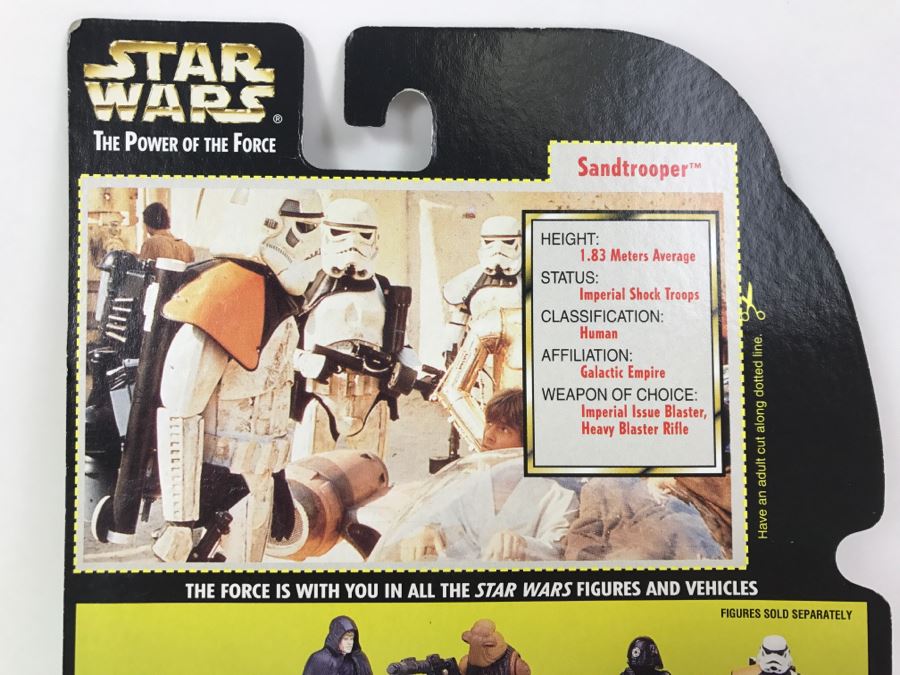 STAR
WARS®
THE POWER OF THE FORCE
Sandtrooper™
HEIGHT:
1.83 Meters Average
STATUS:
Imperial Shock Troops
CLASSIFICATION:
Human
AFFILIATION:
Galactic Empire
WEAPON OF CHOICE:
Imperial Issue Blaster,
Heavy Blaster Rifle
Have an adult cut along dotted line.
THE FORCE IS WITH YOU IN ALL THE STAR WARS FIGURES AND VEHICLES
FIGURES SOLD SEPARATELY